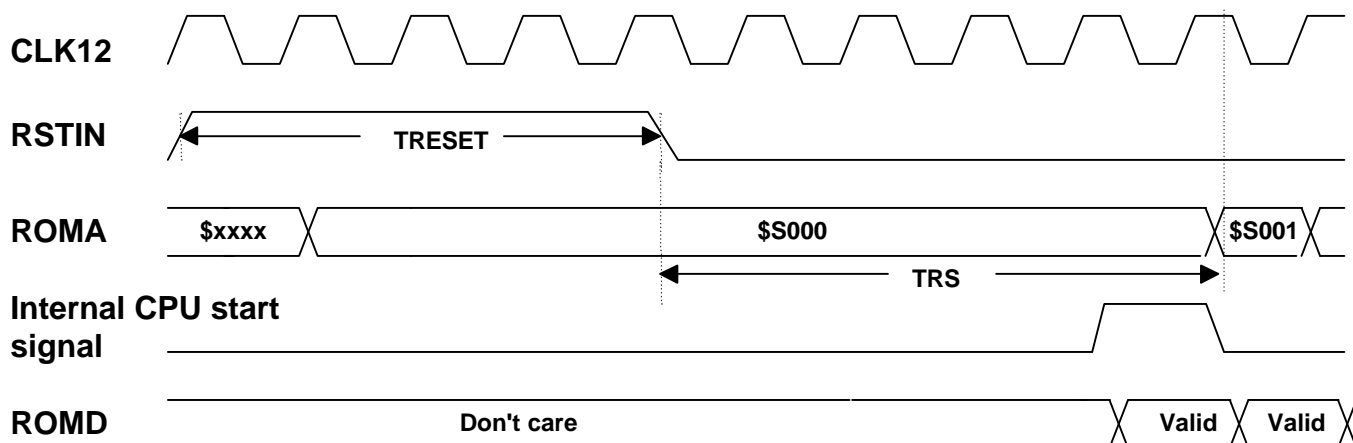 CLK12
RSTIN
TRESET
ROMA
$xxxx
$S000
$S001
TRS
Internal CPU start
signal
ROMD
Don't care
Valid
Valid